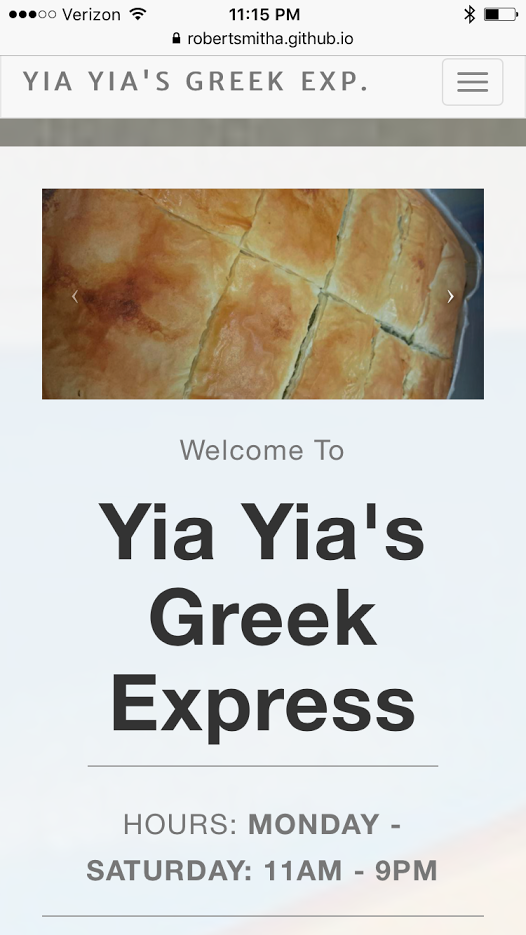 Verizon 11:15 PM
robertsmitha.github.io
YIA YIA'S GREEK EXP.
Welcome To
Yia Yia's
Greek
Express
HOURS: MONDAY -
SATURDAY: 11AM - 9PM